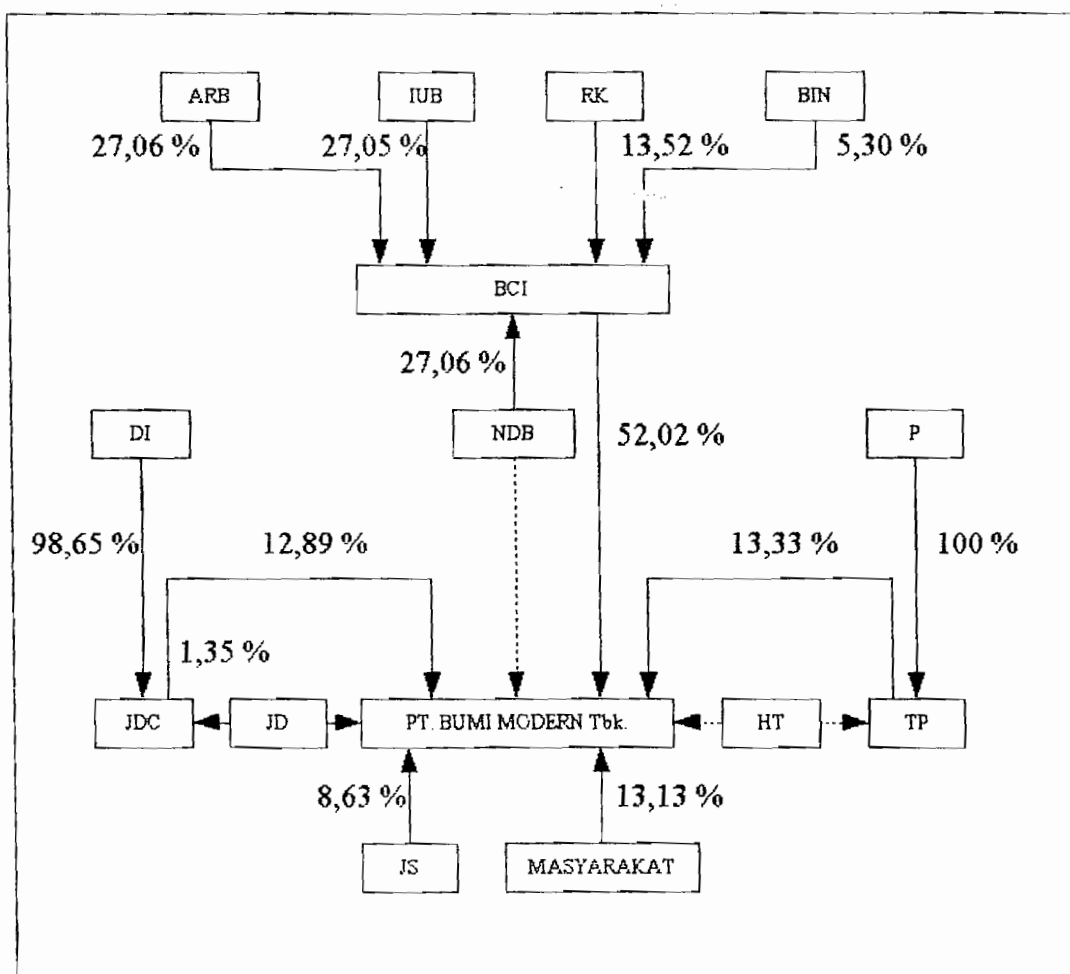 ARB IUB RK BIN
27,06 % 27,05 % 13,52 % 5,30 %
BCI
27,06 %
DI NDB 52,02 % P
98,65 % 12,89 % 13,33 % 100 %
1,35 %
JDC JD PT. BUMI MODERN Tbk. HT TP
8,63 % 13,13 %
JS MASYARAKAT